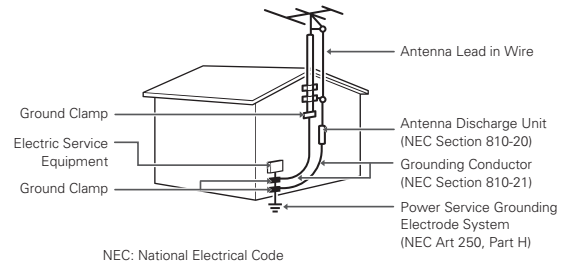 Antenna Lead in Wire
Ground Clamp
Electric Service
Equipment
Ground Clamp
Antenna Discharge Unit
(NEC Section 810-20)
Grounding Conductor
(NEC Section 810-21)
Power Service Grounding
Electrode System
(NEC Art 250, Part H)
NEC: National Electrical Code